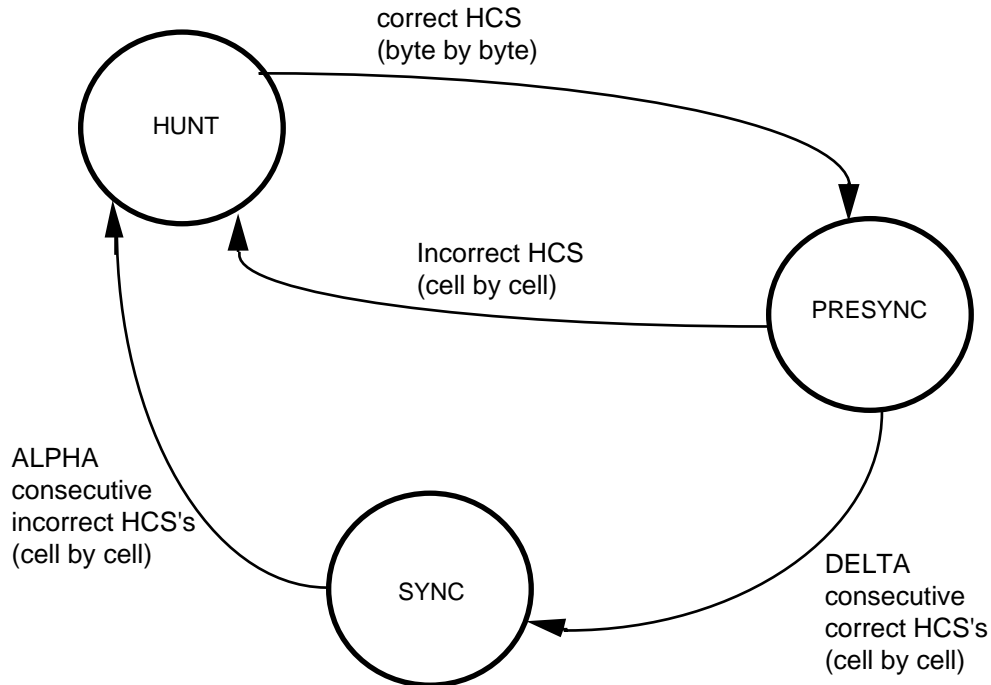 correct HCS
(byte by byte)
HUNT
Incorrect HCS
(cell by cell)
PRESYNC
ALPHA
consecutive
incorrect HCS's
(cell by cell)
SYNC
DELTA
consecutive
correct HCS's
(cell by cell)